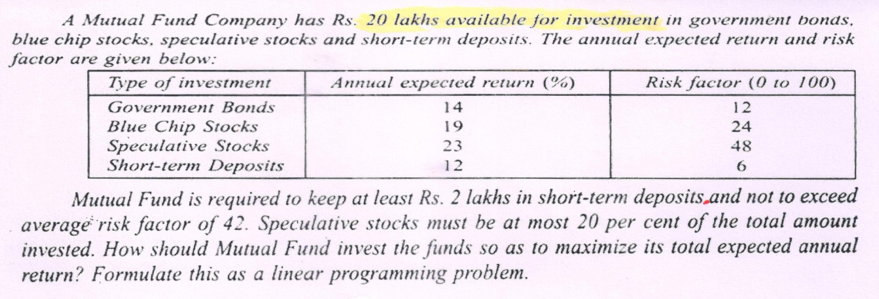 A Mutual Fund Company has Rs. 20 lakhs available for investment in government bonds,
blue chip stocks, speculative stocks and short-term deposits. The annual expected return and risk
factor are given below:
Type of investment Annual expected return (%) Risk factor (0 to 100)
Government Bonds 14 12
Blue Chip Stocks 19 24
Speculative Stocks 23 48
Short-term Deposits 12 6
Mutual Fund is required to keep at least Rs. 2 lakhs in short-term deposits and not to exceed
average risk factor of 42. Speculative stocks must be at most 20 per cent of the total amount
invested. How should Mutual Fund invest the funds so as to maximize its total expected annual
return? Formulate this as a linear programming problem.